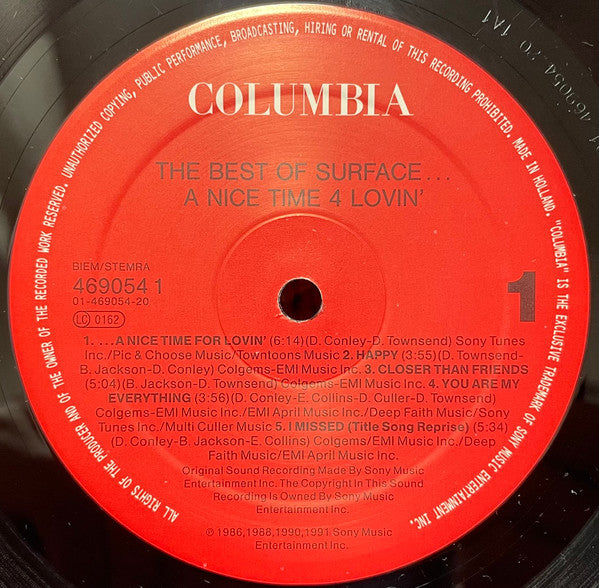 ALL RIGHTS OF THE PRODUCER AND OF THE OWNER OF THE RECORDED WORK RESERVED. UNAUTHORIIED COPYING, PUBLIC PERFORMANCE, BROADCASTING, HIRING OR RENTAL OF THIS RECORDING PROHIBITED. MADE IN HOLLAND. "COLUMBIA" IS THE EXCLUSIVE TRADEMARK OF SONY MUSIC ENTERTAINMENT INC.
COLUMBIA
THE BEST OF SURFACE...
A NICE TIME 4 LOVIN'
BIEM/STEMRA
469054 1
01-469054-20
LC 0162
1
1. ...A NICE TIME FOR LOVIN' (6:14)(D. Conley-D. Townsend) Sony Tunes
Inc./Pic & Choose Music/Towntoons Music 2. HAPPY (3:55)(D. Townsend-
B. Jackson-D. Conley) Colgems-EMI Music Inc. 3. CLOSER THAN FRIENDS
(5:04)(B. Jackson-D. Townsend) Colgems-EMI Music Inc. 4. YOU ARE MY
EVERYTHING (3:56)(D. Conley-E. Collins-D. Culler-D. Townsend)
Colgems-EMI Music Inc./EMI April Music Inc./Deep Faith Music/Sony
Tunes Inc./Multi Culler Music 5. I MISSED (Title Song Reprise) (5:34)
(D. Conley-B. Jackson-E. Collins) Colgems/EMI Music Inc./Deep
Faith Music/EMI April Music Inc.
Original Sound Recording Made By Sony Music
Entertainment Inc. The Copyright In This Sound
Recording Is Owned By Sony Music
Entertainment Inc.
℗ 1986,1988,1990,1991 Sony Music
Entertainment Inc.
469054-20 1A1